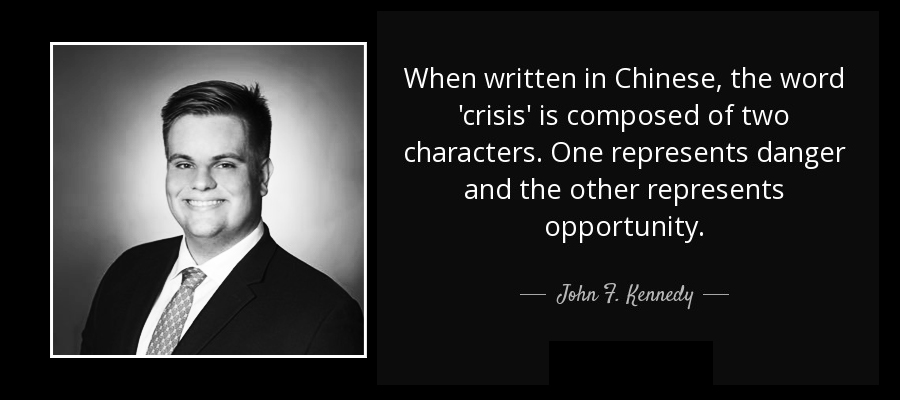 When written in Chinese, the word
'crisis' is composed of two
characters. One represents danger
and the other represents
opportunity.
John F. Kennedy